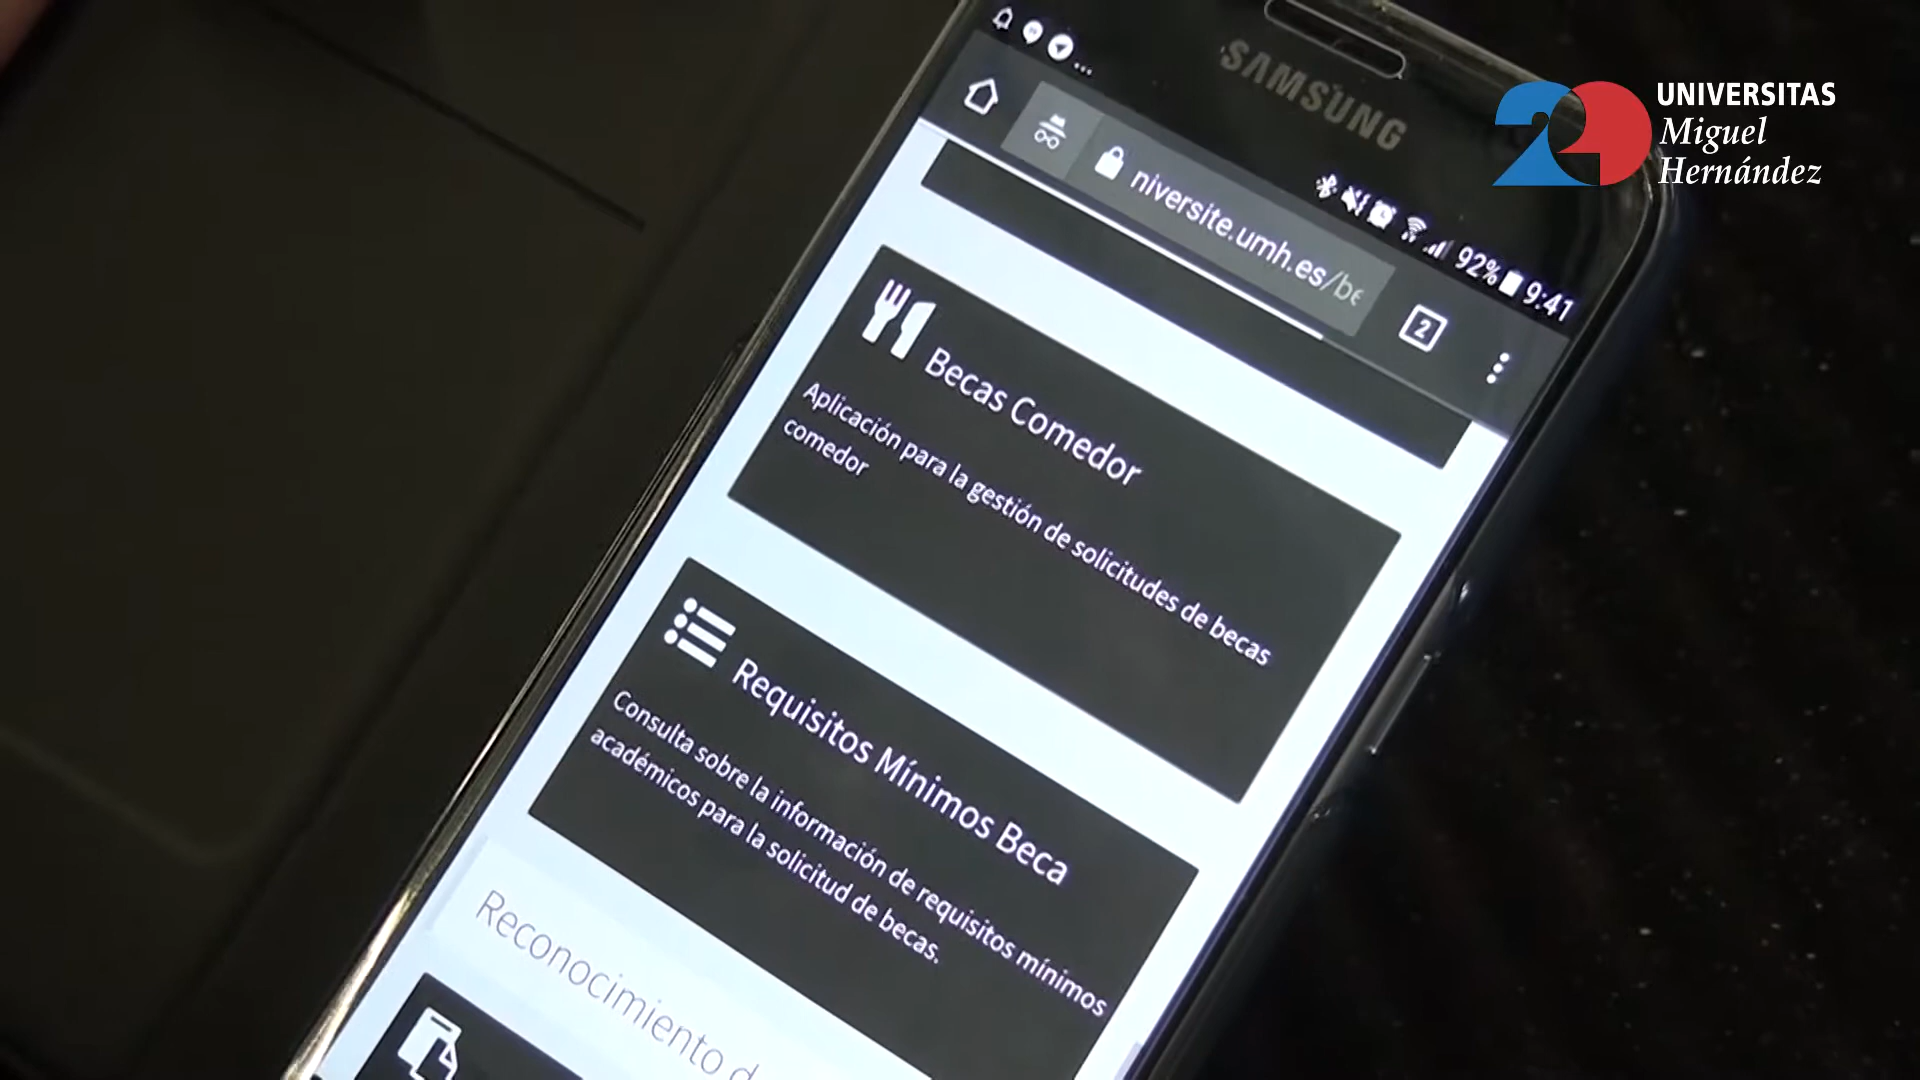 SAMSUNG
20
UNIVERSITAS
Miguel
Hernández
92% 9:41
niversite.umh.es/be
2
Becas Comedor
Aplicación para la gestión de solicitudes de becas
comedor
Requisitos Mínimos Beca
Consulta sobre la información de requisitos mínimos
académicos para la solicitud de becas.
Reconocimiento d